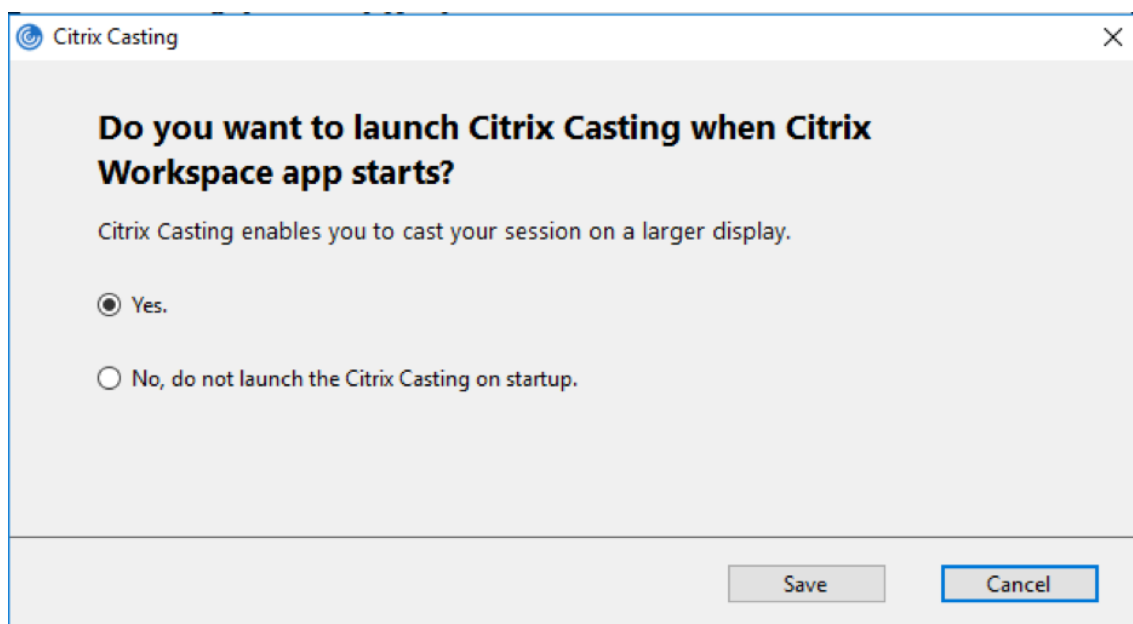 Citrix Casting
Do you want to launch Citrix Casting when Citrix
Workspace app starts?
Citrix Casting enables you to cast your session on a larger display.
Yes.
No, do not launch the Citrix Casting on startup.
Save
Cancel